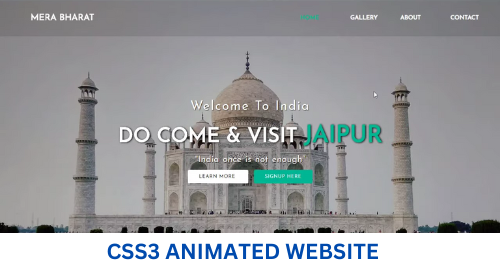 MERA BHARAT
HOME GALLERY ABOUT CONTACT
Welcome To India
DO COME & VISIT JAIPUR
"India once is not enough"
LEARN MORE SIGNUP HERE
CSS3 ANIMATED WEBSITE